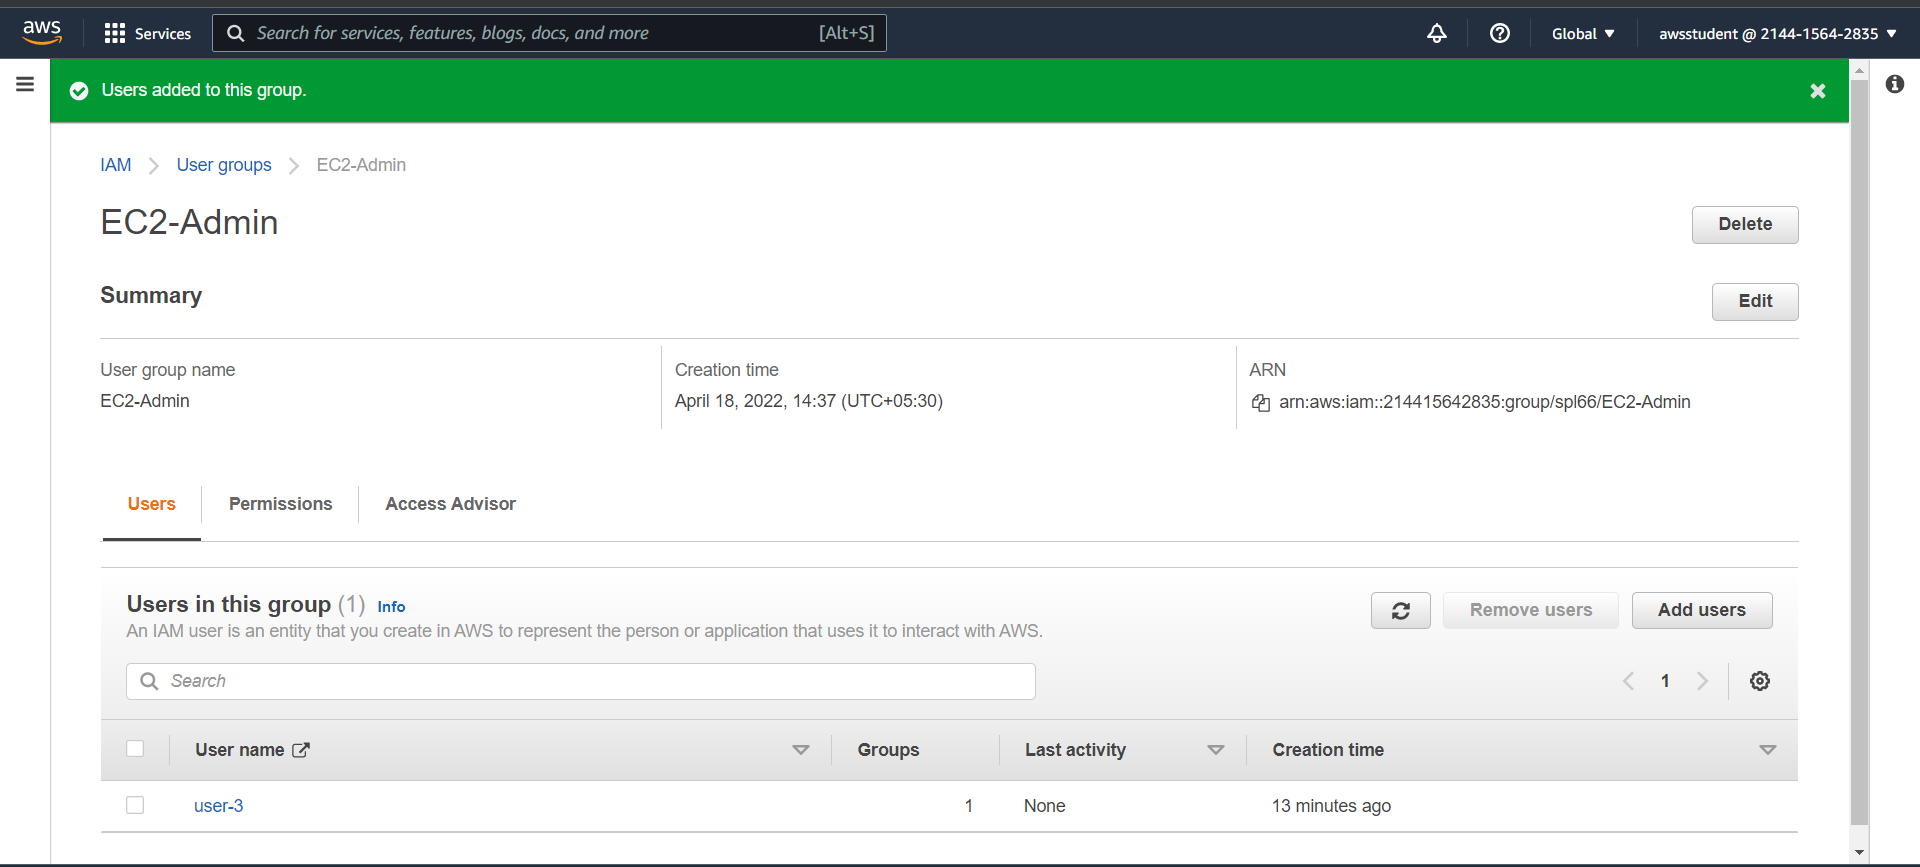 aws
Services
Search for services, features, blogs, docs, and more [Alt+S]
Global
awsstudent @ 2144-1564-2835
Users added to this group.
IAM
User groups
EC2-Admin
EC2-Admin
Delete
Summary
Edit
User group name
EC2-Admin
Creation time
April 18, 2022, 14:37 (UTC+05:30)
ARN
arn:aws:iam::214415642835:group/spl66/EC2-Admin
Users
Permissions
Access Advisor
Users in this group (1) Info
An IAM user is an entity that you create in AWS to represent the person or application that uses it to interact with AWS.
Remove users
Add users
Search
1
User name
Groups
Last activity
Creation time
user-3
1
None
13 minutes ago